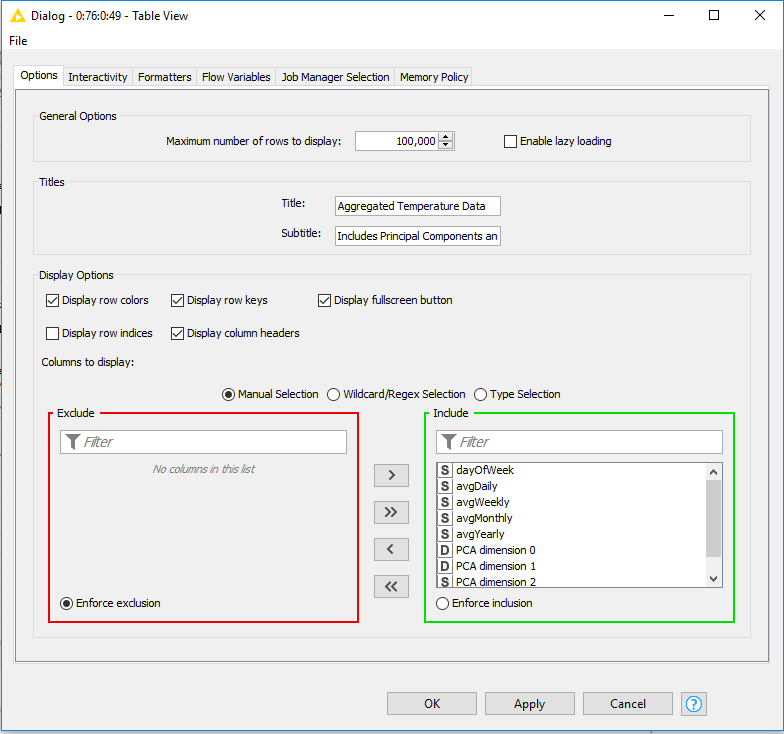 Dialog - 0:76:0:49 - Table View
File
Options Interactivity Formatters Flow Variables Job Manager Selection Memory Policy
General Options
Maximum number of rows to display: 100,000 Enable lazy loading
Titles
Title: Aggregated Temperature Data
Subtitle: Includes Principal Components an
Display Options
Display row colors Display row keys Display fullscreen button
Display row indices Display column headers
Columns to display:
Manual Selection Wildcard/Regex Selection Type Selection
Exclude
Filter
No columns in this list
Enforce exclusion
>
>>
<
<<
Include
Filter
S dayOfWeek
S avgDaily
S avgWeekly
S avgMonthly
S avgYearly
D PCA dimension 0
D PCA dimension 1
S PCA dimension 2
Enforce inclusion
OK Apply Cancel ?